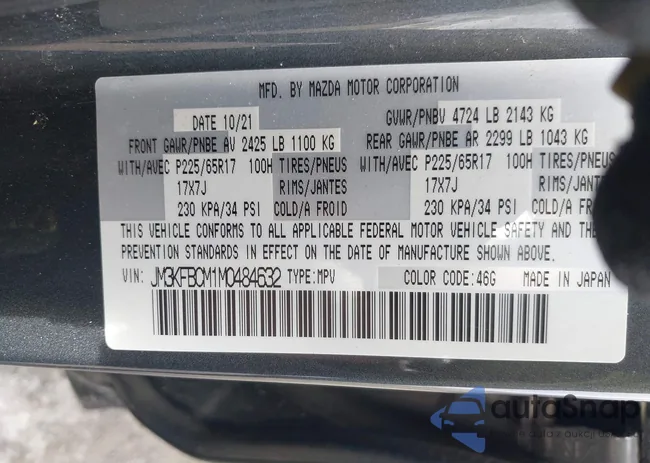 MFD. BY MAZDA MOTOR CORPORATION
DATE 10/21 GVWR/PNBV 4724 LB 2143 KG
FRONT GAWR/PNBE AV 2425 LB 1100 KG REAR GAWR/PNBE AR 2299 LB 1043 KG
WITH/AVEC P225/65R17 100H TIRES/PNEUS WITH/AVEC P225/65R17 100H TIRES/PNEUS
17X7J RIMS/JANTES 17X7J RIMS/JANTES
230 KPA/34 PSI COLD/A FROID 230 KPA/34 PSI COLD/A FROID
THIS VEHICLE CONFORMS TO ALL APPLICABLE FEDERAL MOTOR VEHICLE SAFETY AND THEFT
PREVENTION STANDARDS IN EFFECT ON THE DATE OF MANUFACTURE SHOWN ABOVE.
VIN: JM3KFBCM1M0484632 TYPE:MPV COLOR CODE:46G MADE IN JAPAN
autoSnap